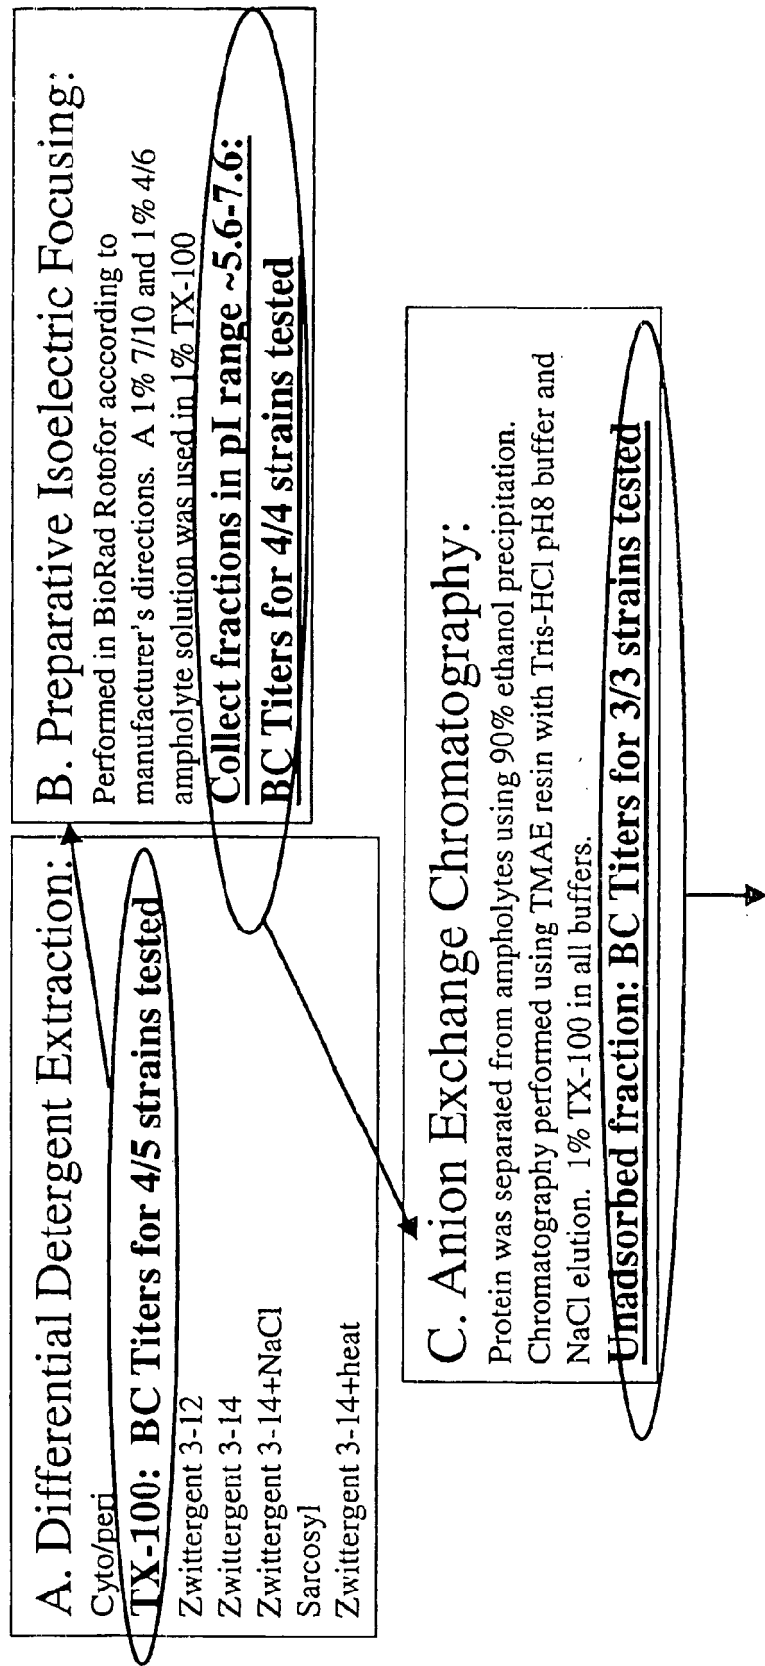 A. Differential Detergent Extraction:
Cyto/peri
TX-100: BC Titers for 4/5 strains tested
Zwittergent 3-12
Zwittergent 3-14
Zwittergent 3-14+NaCl
Sarcosyl
Zwittergent 3-14+heat
B. Preparative Isoelectric Focusing:
Performed in BioRad Rotofor acccording to
manufacturer's directions. A 1% 7/10 and 1% 4/6
ampholyte solution was used in 1% TX-100
Collect fractions in pI range ~5.6-7.6:
BC Titers for 4/4 strains tested
C. Anion Exchange Chromatography:
Protein was separated from ampholytes using 90% ethanol precipitation.
Chromatography performed using TMAE resin with Tris-HCl pH8 buffer and
NaCl elution. 1% TX-100 in all buffers.
Unadsorbed fraction: BC Titers for 3/3 strains tested